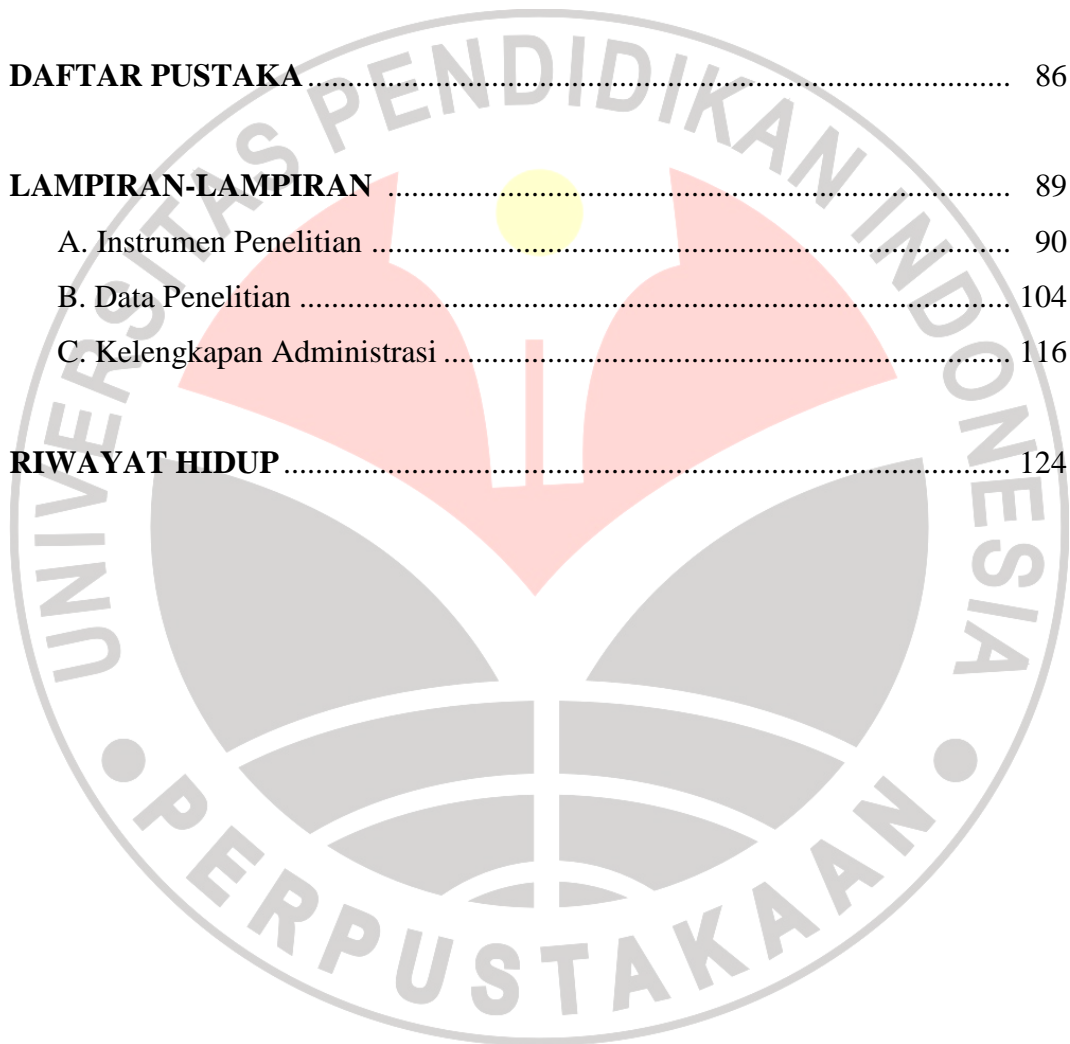 DAFTAR PUSTAKA ........................................................................................ 86
LAMPIRAN-LAMPIRAN .............................................................................. 89
A. Instrumen Penelitian ................................................................................ 90
B. Data Penelitian ......................................................................................... 104
C. Kelengkapan Administrasi ........................................................................... 116
RIWAYAT HIDUP ........................................................................................... 124
UNIVERSITAS PENDIDIKAN INDONESIA
PERPUSTAKAAN